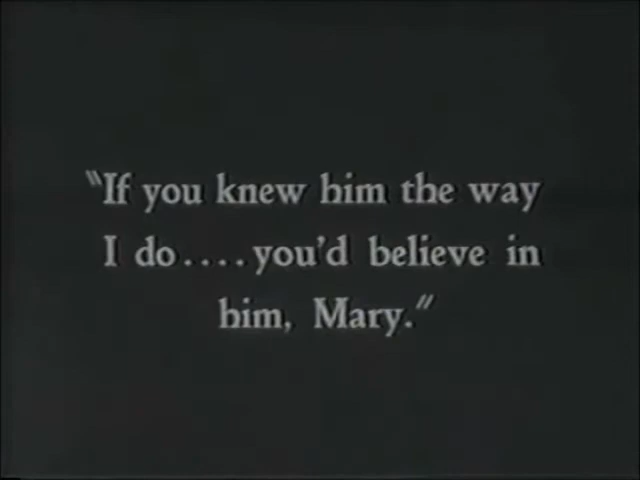 "If you knew him the way
I do....you'd believe in
him, Mary."